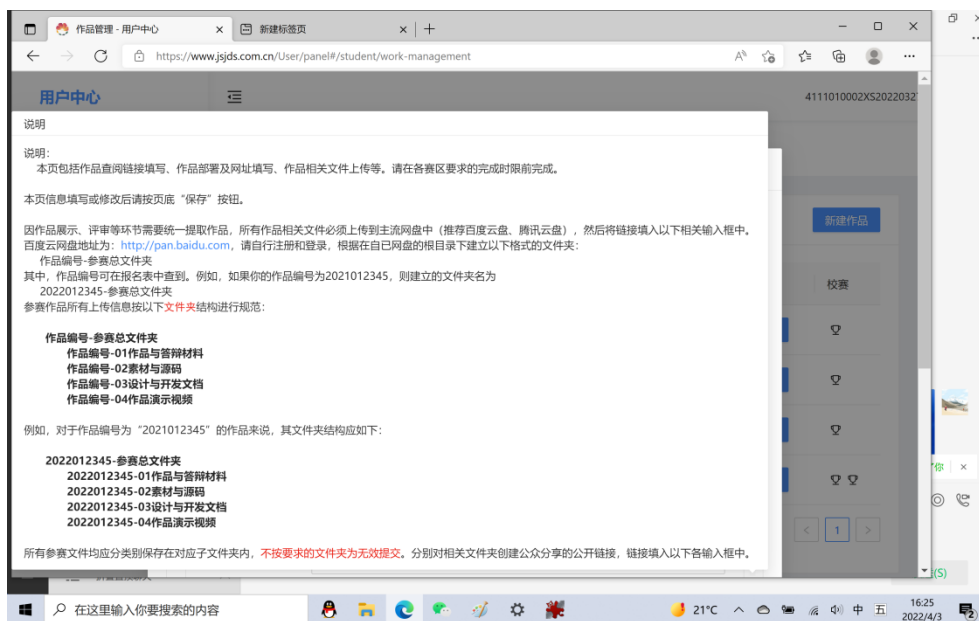 作品管理 - 用户中心
新建标签页
https://www.jsjds.com.cn/User/panel#/student/work-management
用户中心
4111010002XS2022032
说明
说明：
本页包括作品查阅链接填写、作品部署及网址填写、作品相关文件上传等。请在各赛区要求的完成时限前完成。
本页信息填写或修改后请按页底“保存”按钮。
因作品展示、评审等环节需要统一提取作品，所有作品相关文件必须上传到主流网盘中（推荐百度云盘、腾讯云盘），然后将链接填入以下相关输入框中。
百度云网盘地址为：http://pan.baidu.com，请自行注册和登录，根据在自已网盘的根目录下建立以下格式的文件夹：
作品编号-参赛总文件夹
其中，作品编号可在报名表中查到。例如，如果你的作品编号为2021012345，则建立的文件夹名为
2022012345-参赛总文件夹
参赛作品所有上传信息按以下文件夹结构进行规范：
作品编号-参赛总文件夹
作品编号-01作品与答辩材料
作品编号-02素材与源码
作品编号-03设计与开发文档
作品编号-04作品演示视频
例如，对于作品编号为“2021012345”的作品来说，其文件夹结构应如下：
2022012345-参赛总文件夹
2022012345-01作品与答辩材料
2022012345-02素材与源码
2022012345-03设计与开发文档
2022012345-04作品演示视频
所有参赛文件均应分类别保存在对应子文件夹内，不按要求的文件夹为无效提交。分别对相关文件夹创建公众分享的公开链接，链接填入以下各输入框中。
新建作品
校赛
1
你
(S)
在这里输入你要搜索的内容
21°C
中
五
16:25
2022/4/3
2